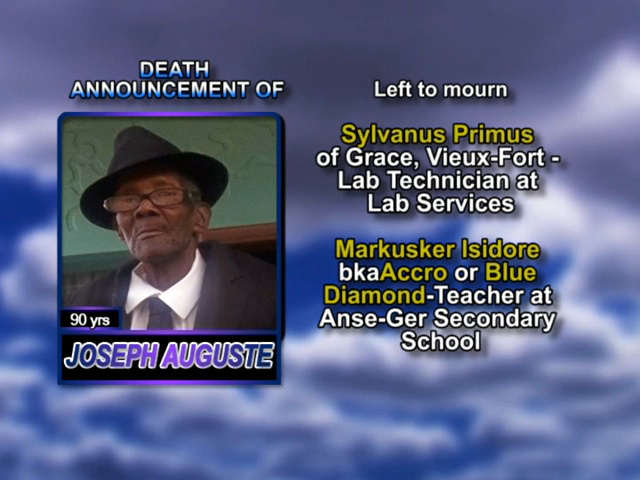 DEATH
ANNOUNCEMENT OF
90 yrs
JOSEPH AUGUSTE
Left to mourn
Sylvanus Primus
of Grace, Vieux-Fort -
Lab Technician at
Lab Services
Markusker Isidore
bkaAccro or Blue
Diamond-Teacher at
Anse-Ger Secondary
School